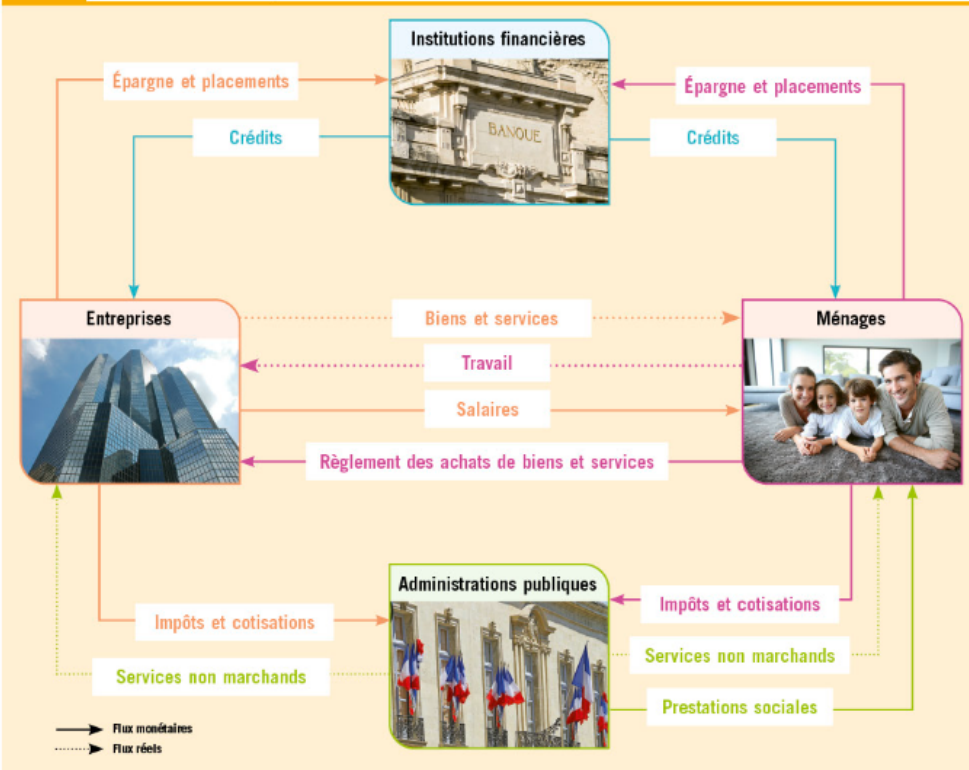 Institutions financières
Épargne et placements
Épargne et placements
BANQUE
Crédits
Crédits
Entreprises
Biens et services
Ménages
Travail
Salaires
Règlement des achats de biens et services
Administrations publiques
Impôts et cotisations
Impôts et cotisations
Services non marchands
Services non marchands
Prestations sociales
Flux monétaires
Flux réels